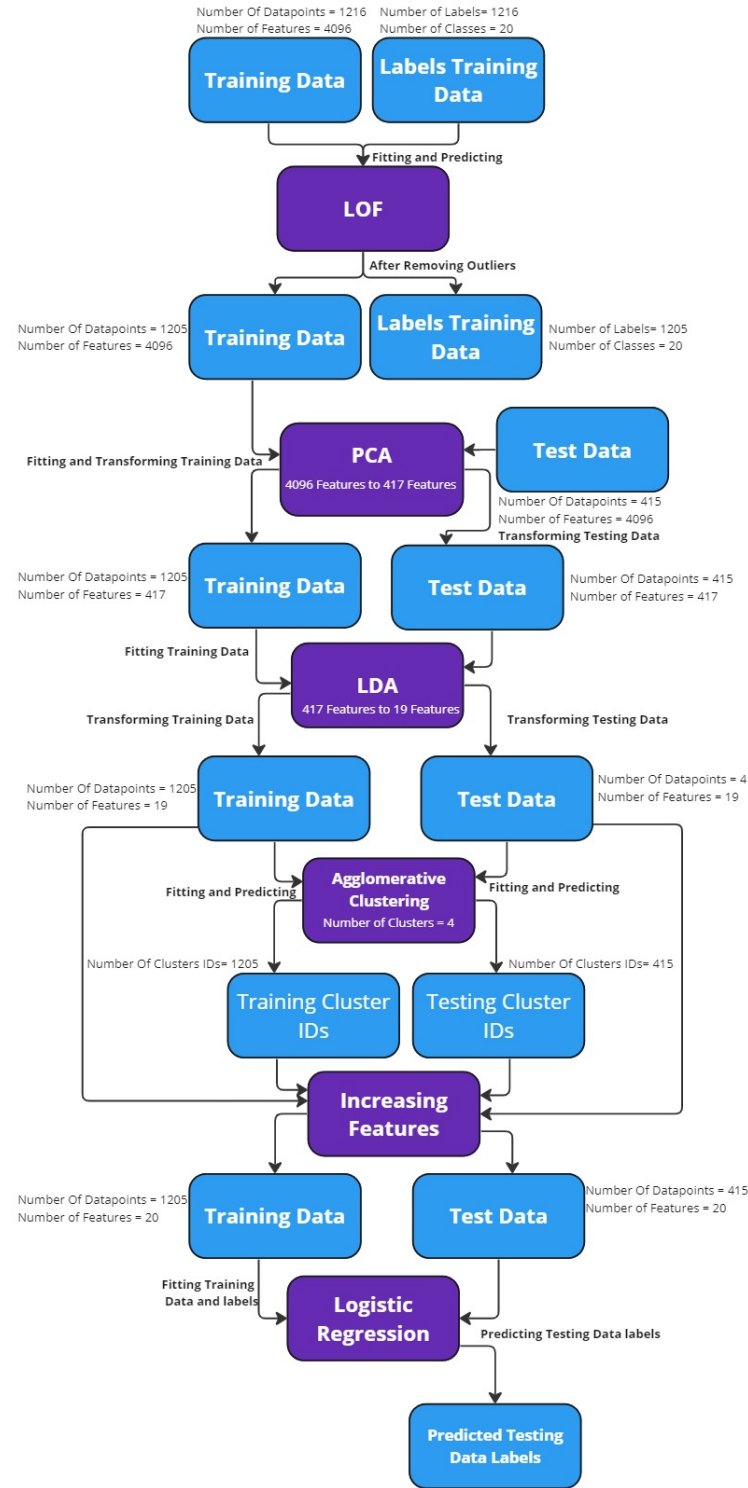 Number Of Datapoints = 1216
Number of Features = 4096
Number of Labels= 1216
Number of Classes = 20
Training Data
Labels Training
Data
Fitting and Predicting
LOF
After Removing Outliers
Number Of Datapoints = 1205
Number of Features = 4096
Training Data
Labels Training
Data
Number of Labels= 1205
Number of Classes = 20
Fitting and Transforming Training Data
PCA
4096 Features to 417 Features
Test Data
Number Of Datapoints = 415
Number of Features = 4096
Transforming Testing Data
Number Of Datapoints = 1205
Number of Features = 417
Training Data
Test Data
Number Of Datapoints = 415
Number of Features = 417
Fitting Training Data
LDA
417 Features to 19 Features
Transforming Training Data
Transforming Testing Data
Number Of Datapoints = 1205
Number of Features = 19
Training Data
Test Data
Number Of Datapoints = 4
Number of Features = 19
Fitting and Predicting
Agglomerative
Clustering
Number of Clusters = 4
Fitting and Predicting
Number Of Clusters IDs= 1205
Number Of Clusters IDs= 415
Training Cluster
IDs
Testing Cluster
IDs
Increasing
Features
Number Of Datapoints = 1205
Number of Features = 20
Training Data
Test Data
Number Of Datapoints = 415
Number of Features = 20
Fitting Training
Data and labels
Logistic
Regression
Predicting Testing Data labels
Predicted Testing
Data Labels